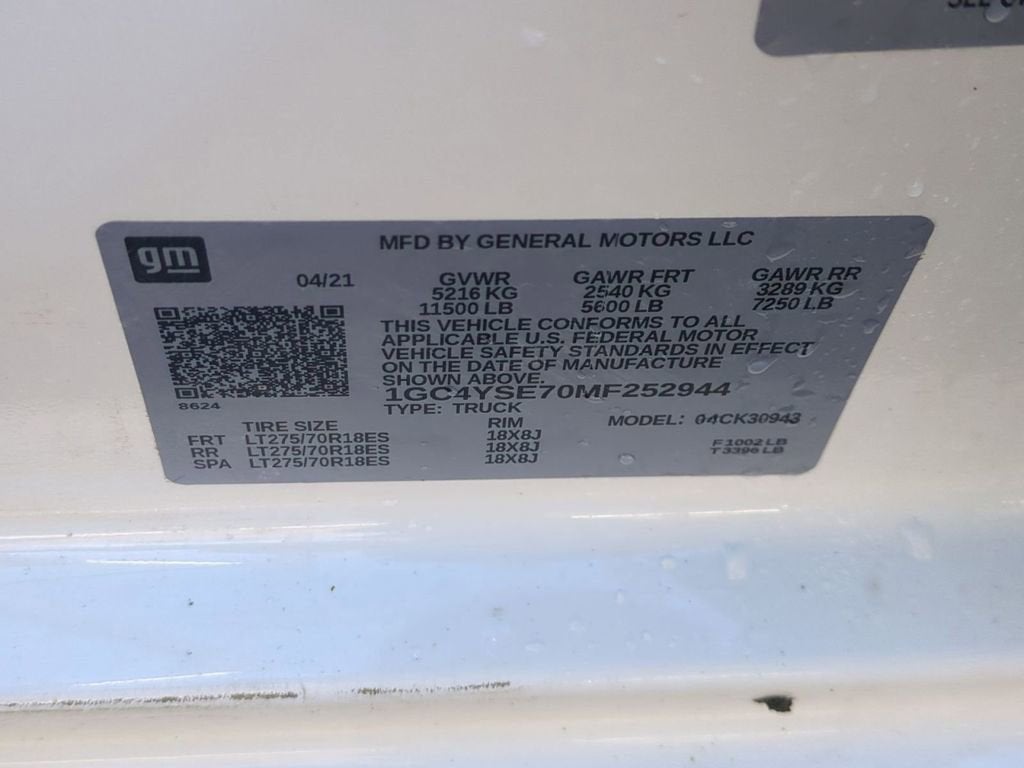 gm
MFD BY GENERAL MOTORS LLC
04/21 GVWR GAWR FRT GAWR RR
5216 KG 2540 KG 3289 KG
11500 LB 5600 LB 7250 LB
THIS VEHICLE CONFORMS TO ALL
APPLICABLE U.S. FEDERAL MOTOR
VEHICLE SAFETY STANDARDS IN EFFECT
ON THE DATE OF MANUFACTURE
SHOWN ABOVE.
8624 1GC4YSE70MF252944
TYPE: TRUCK MODEL: 04CK30943
TIRE SIZE RIM
FRT LT275/70R18ES 18X8J F1002 LB
RR LT275/70R18ES 18X8J T3396 LB
SPA LT275/70R18ES 18X8J